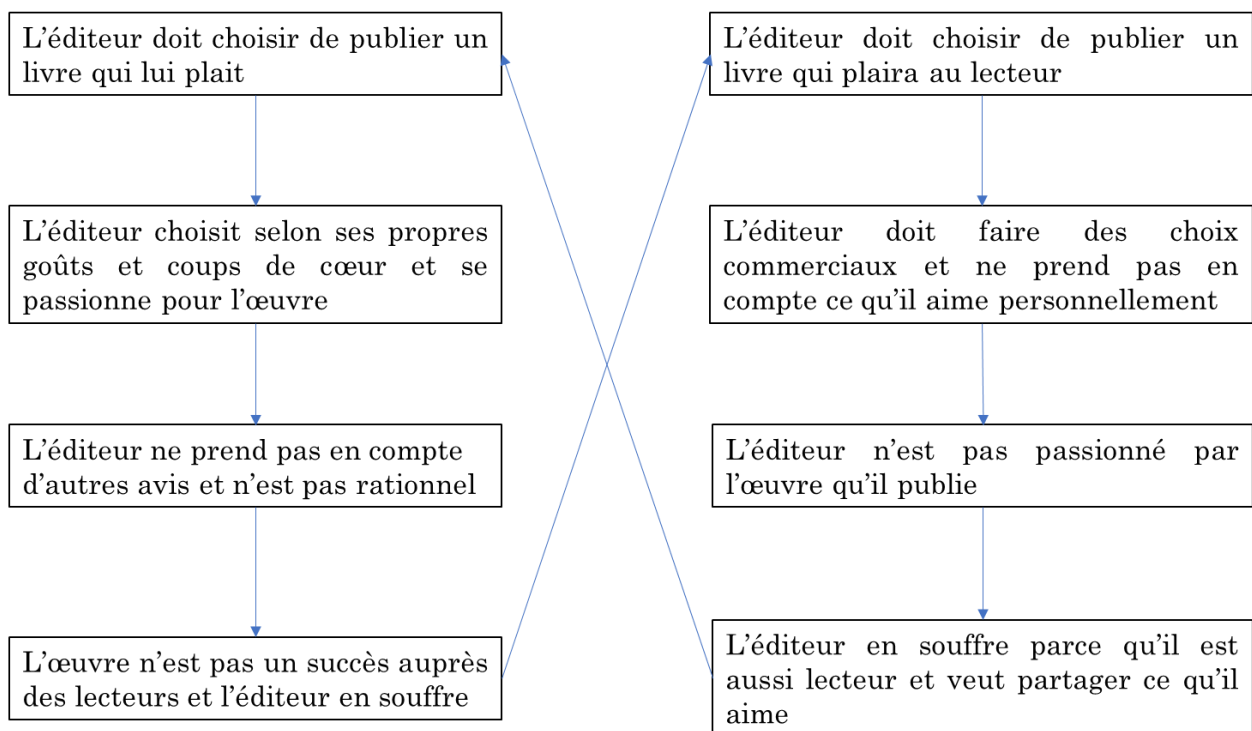 L’éditeur doit choisir de publier un
livre qui lui plait
L’éditeur choisit selon ses propres
goûts et coups de cœur et se
passionne pour l’œuvre
L’éditeur ne prend pas en compte
d’autres avis et n’est pas rationnel
L’œuvre n’est pas un succès auprès
des lecteurs et l’éditeur en souffre
L’éditeur doit choisir de publier un
livre qui plaira au lecteur
L’éditeur doit faire des choix
commerciaux et ne prend pas en
compte ce qu’il aime personnellement
L’éditeur n’est pas passionné par
l’œuvre qu’il publie
L’éditeur en souffre parce qu’il est
aussi lecteur et veut partager ce qu’il
aime